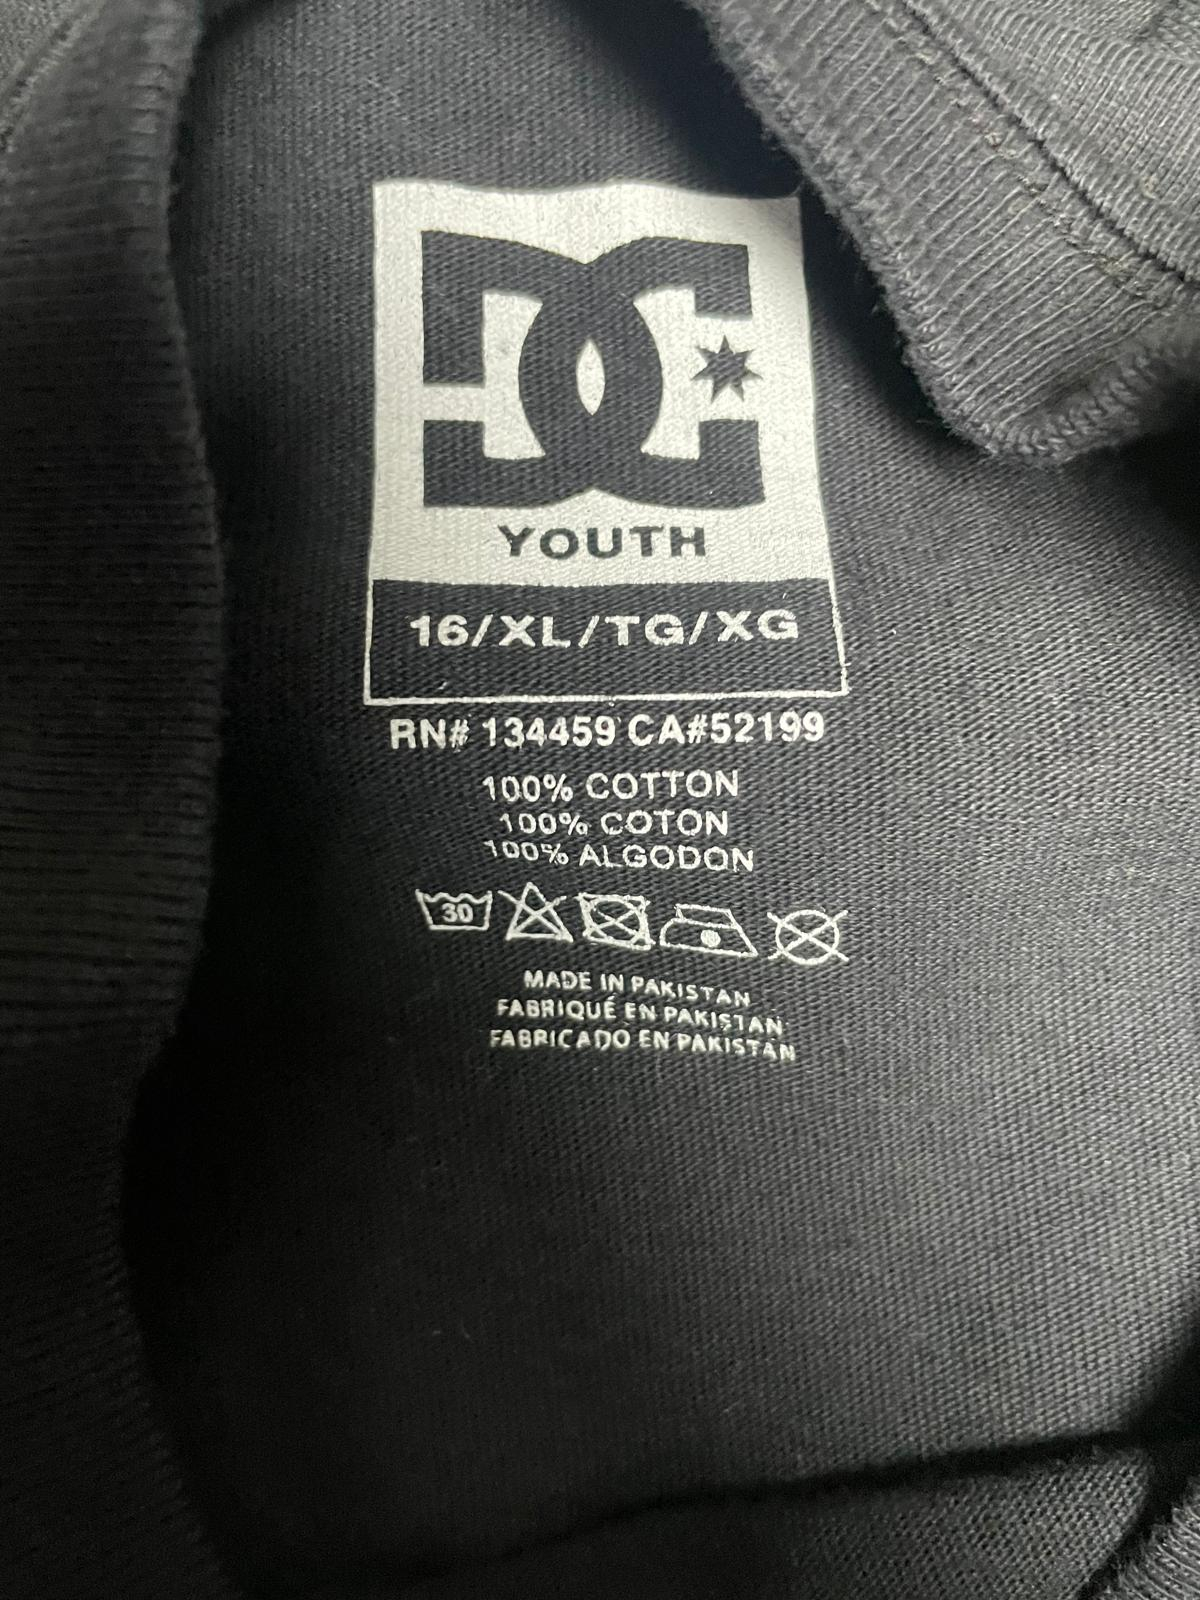 DC
YOUTH
16/XL/TG/XG
RN# 134459 CA#52199
100% COTTON
100% COTON
100% ALGODON
30
MADE IN PAKISTAN
FABRIQUÉ EN PAKISTAN
FABRICADO EN PAKISTAN